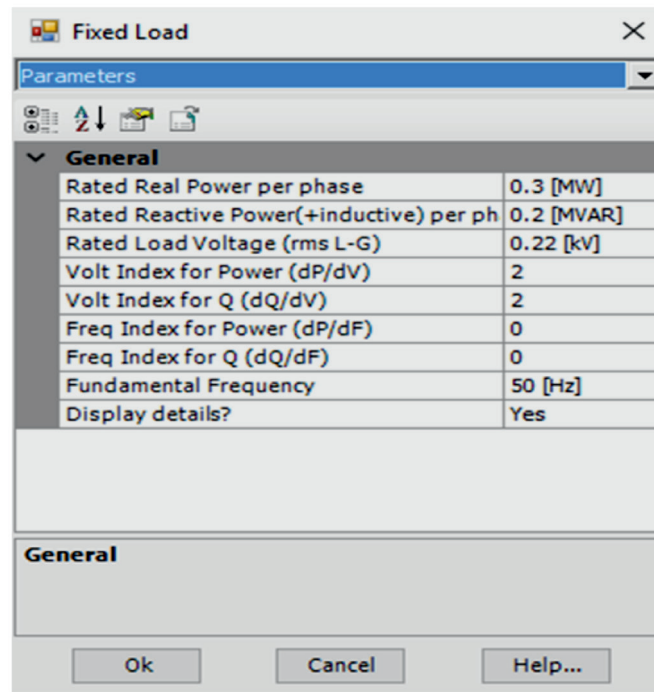 Fixed Load
Parameters
General
Rated Real Power per phase 0.3 [MW]
Rated Reactive Power(+inductive) per ph 0.2 [MVAR]
Rated Load Voltage (rms L-G) 0.22 [kV]
Volt Index for Power (dP/dV) 2
Volt Index for Q (dQ/dV) 2
Freq Index for Power (dP/dF) 0
Freq Index for Q (dQ/dF) 0
Fundamental Frequency 50 [Hz]
Display details? Yes
General
Ok Cancel Help...